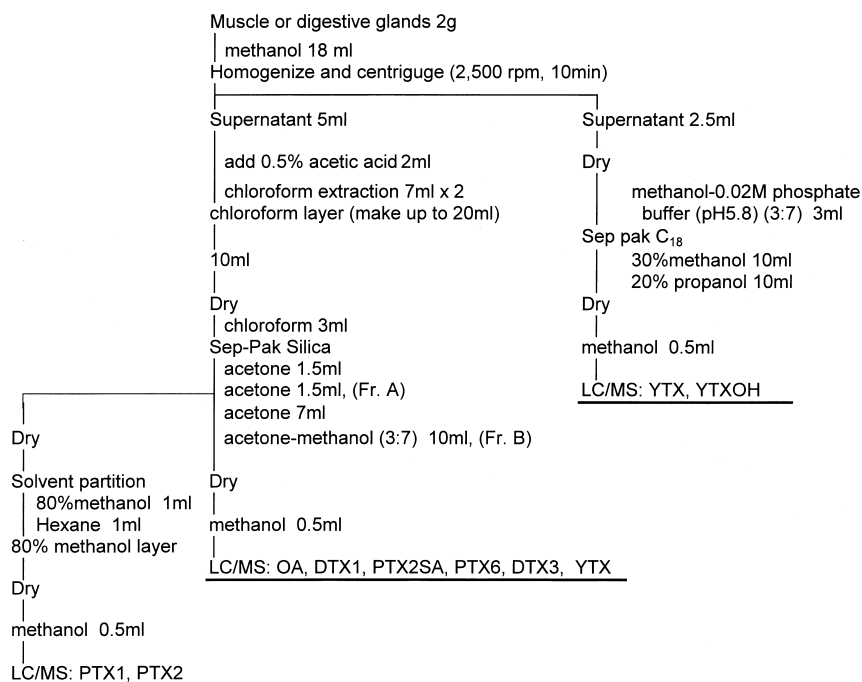 Muscle or digestive glands 2g
methanol 18 ml
Homogenize and centriguge (2,500 rpm, 10min)
Supernatant 5ml
add 0.5% acetic acid 2ml
chloroform extraction 7ml x 2
chloroform layer (make up to 20ml)
10ml
Dry
chloroform 3ml
Sep-Pak Silica
acetone 1.5ml
acetone 1.5ml, (Fr. A)
acetone 7ml
acetone-methanol (3:7) 10ml, (Fr. B)
Dry
methanol 0.5ml
LC/MS: OA, DTX1, PTX2SA, PTX6, DTX3, YTX
Supernatant 2.5ml
Dry
methanol-0.02M phosphate
buffer (pH5.8) (3:7) 3ml
Sep pak C18
30%methanol 10ml
20% propanol 10ml
Dry
methanol 0.5ml
LC/MS: YTX, YTXOH
Dry
Solvent partition
80%methanol 1ml
Hexane 1ml
80% methanol layer
Dry
methanol 0.5ml
LC/MS: PTX1, PTX2